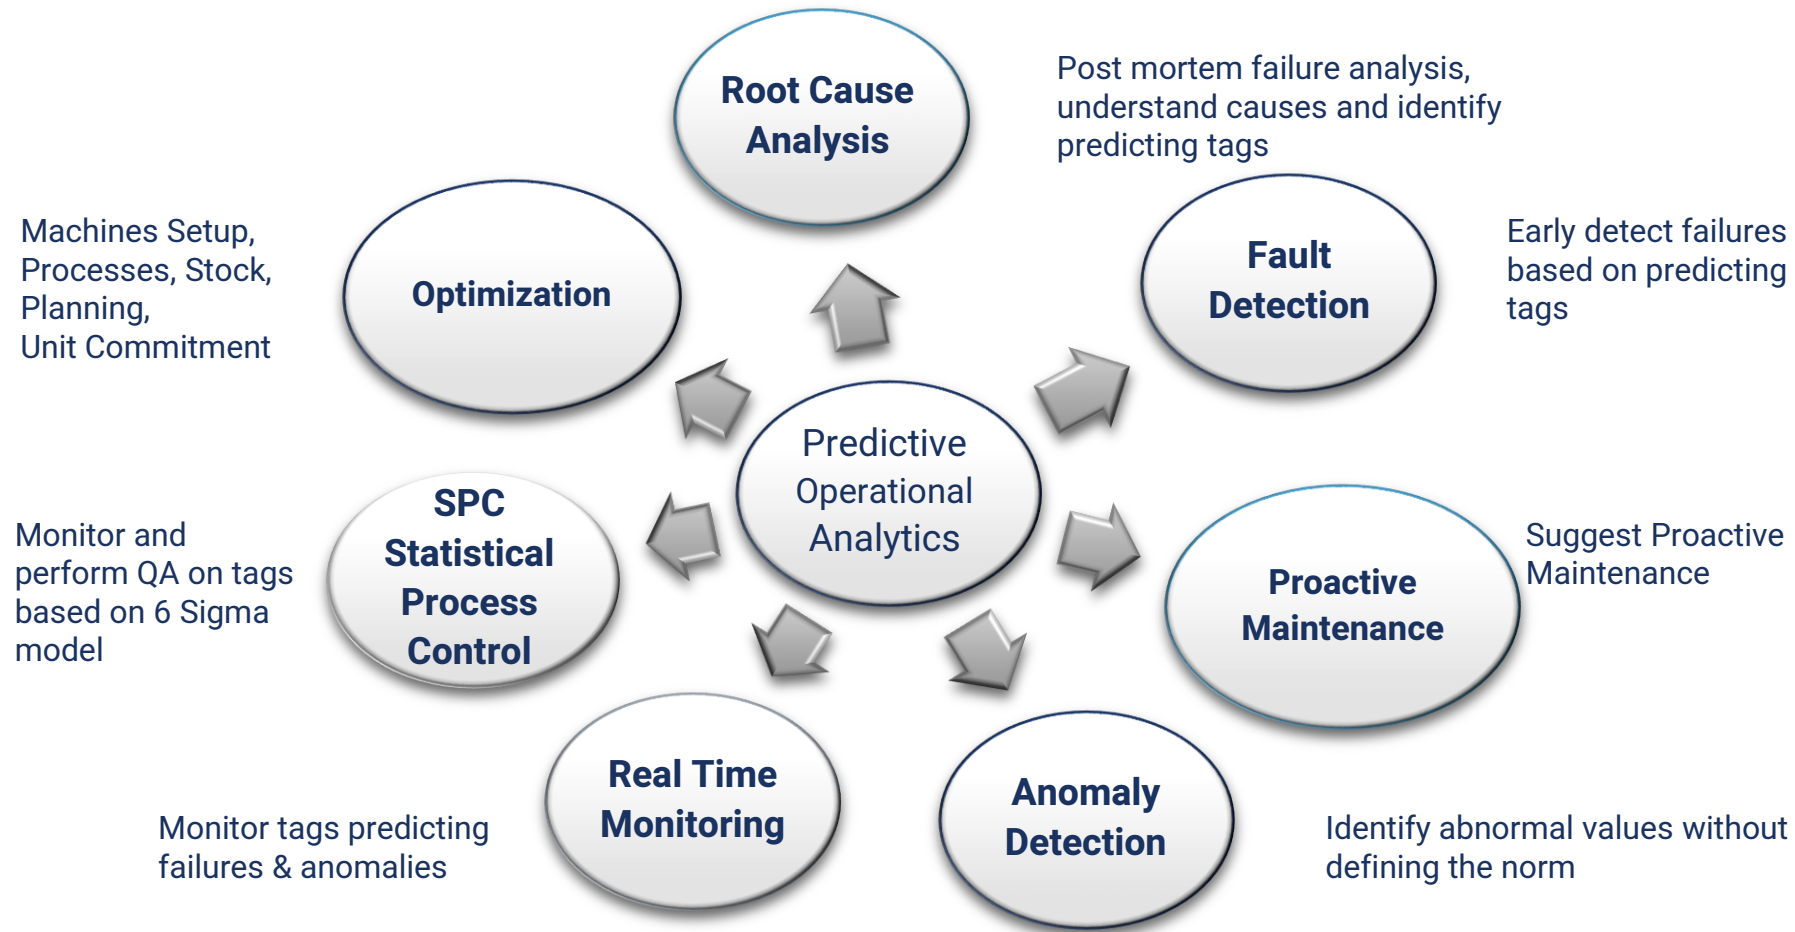 Root Cause
Analysis
Post mortem failure analysis,
understand causes and identify
predicting tags
Machines Setup,
Processes, Stock,
Planning,
Unit Commitment
Optimization
Fault
Detection
Early detect failures
based on predicting
tags
Predictive
Operational
Analytics
Monitor and
perform QA on tags
based on 6 Sigma
model
SPC
Statistical
Process
Control
Proactive
Maintenance
Suggest Proactive
Maintenance
Monitor tags predicting
failures & anomalies
Real Time
Monitoring
Anomaly
Detection
Identify abnormal values without
defining the norm